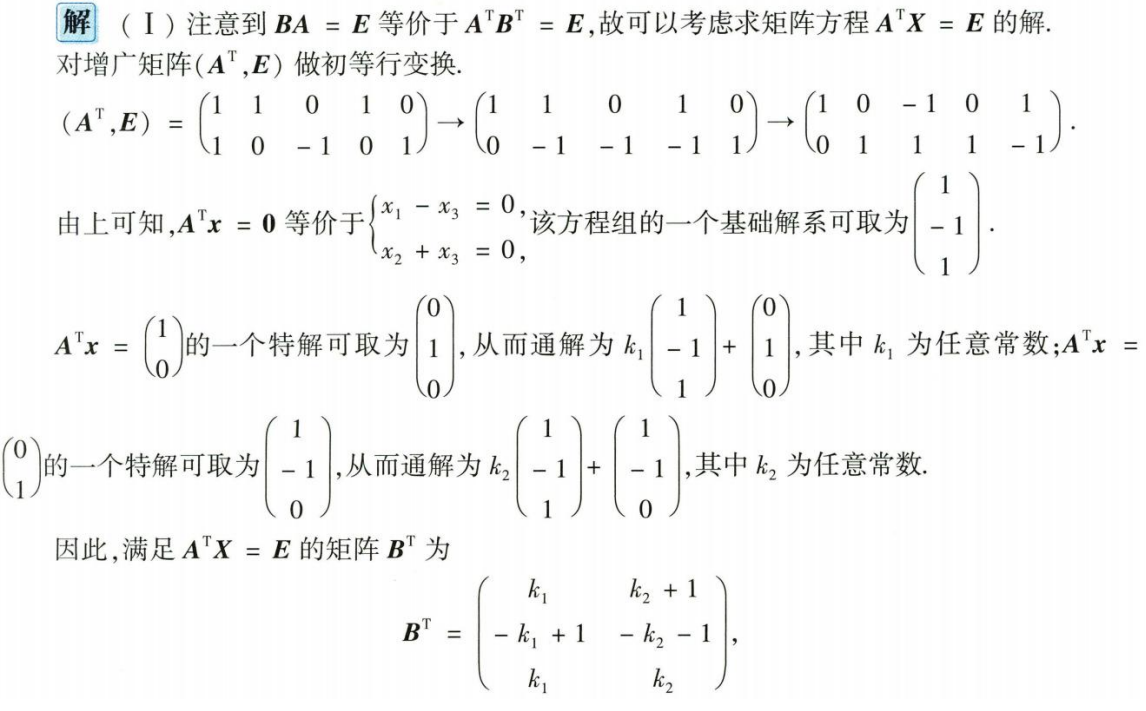 解 (Ⅰ)注意到 BA = E 等价于 AᵀBᵀ = E,故可以考虑求矩阵方程 AᵀX = E 的解.
对增广矩阵(Aᵀ,E) 做初等行变换.
(Aᵀ,E) = (1 1 0 1 0; 1 0 -1 0 1) → (1 1 0 1 0; 0 -1 -1 -1 1) → (1 0 -1 0 1; 0 1 1 1 -1).
由上可知,Aᵀx = 0 等价于{x₁ - x₃ = 0, x₂ + x₃ = 0, 该方程组的一个基础解系可取为(1; -1; 1).
Aᵀx = (1; 0)的一个特解可取为(0; 1; 0),从而通解为 k₁(1; -1; 1) + (0; 1; 0),其中 k₁ 为任意常数;Aᵀx =
(0; 1)的一个特解可取为(1; -1; 0),从而通解为 k₂(1; -1; 1) + (1; -1; 0),其中 k₂ 为任意常数.
因此,满足 AᵀX = E 的矩阵 Bᵀ 为
Bᵀ = (k₁ k₂ + 1; -k₁ + 1 -k₂ - 1; k₁ k₂),